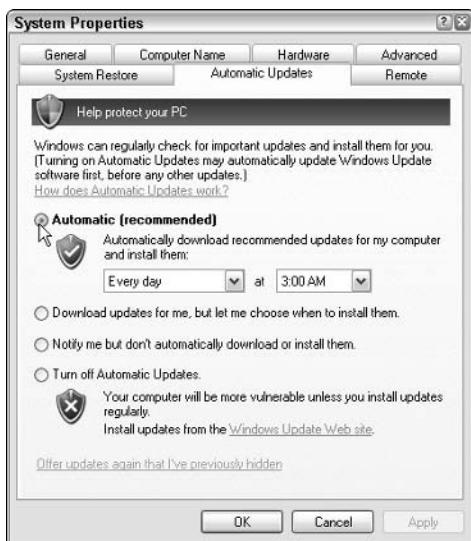 System Properties
General
Computer Name
Hardware
Advanced
System Restore
Automatic Updates
Remote
Help protect your PC
Windows can regularly check for important updates and install them for you.
(Turning on Automatic Updates may automatically update Windows Update
software first, before any other updates.)
How does Automatic Updates work?
Automatic (recommended)
Automatically download recommended updates for my computer
and install them:
Every day at 3:00 AM
Download updates for me, but let me choose when to install them.
Notify me but don't automatically download or install them.
Turn off Automatic Updates.
Your computer will be more vulnerable unless you install updates
regularly.
Install updates from the Windows Update Web site.
Offer updates again that I've previously hidden
OK
Cancel
Apply